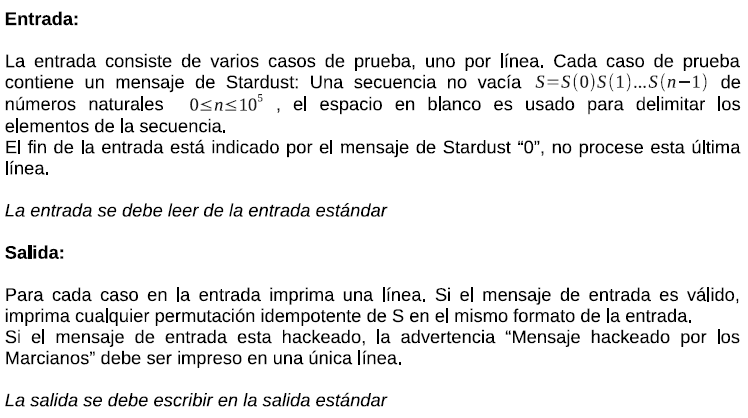 Entrada:
La entrada consiste de varios casos de prueba, uno por línea. Cada caso de prueba
contiene un mensaje de Stardust: Una secuencia no vacía S=S(0)S(1)...S(n−1) de
números naturales 0≤n≤10⁵ , el espacio en blanco es usado para delimitar los
elementos de la secuencia.
El fin de la entrada está indicado por el mensaje de Stardust “0”, no procese esta última
línea.
La entrada se debe leer de la entrada estándar
Salida:
Para cada caso en la entrada imprima una línea. Si el mensaje de entrada es válido,
imprima cualquier permutación idempotente de S en el mismo formato de la entrada.
Si el mensaje de entrada esta hackeado, la advertencia “Mensaje hackeado por los
Marcianos” debe ser impreso en una única línea.
La salida se debe escribir en la salida estándar